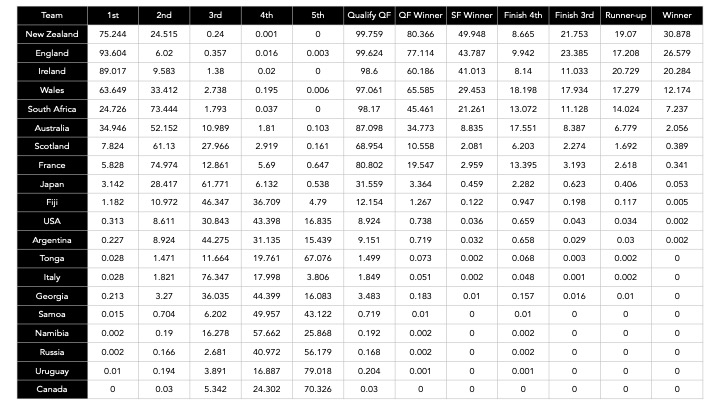 Team 1st 2nd 3rd 4th 5th Qualify QF QF Winner SF Winner Finish 4th Finish 3rd Runner-up Winner
New Zealand 75.244 24.515 0.24 0.001 0 99.759 80.366 49.948 8.665 21.753 19.07 30.878
England 93.604 6.02 0.357 0.016 0.003 99.624 77.114 43.787 9.942 23.385 17.208 26.579
Ireland 89.017 9.583 1.38 0.02 0 98.6 60.186 41.013 8.14 11.033 20.729 20.284
Wales 63.649 33.412 2.738 0.195 0.006 97.061 65.585 29.453 18.198 17.934 17.279 12.174
South Africa 24.726 73.444 1.793 0.037 0 98.17 45.461 21.261 13.072 11.128 14.024 7.237
Australia 34.946 52.152 10.989 1.81 0.103 87.098 34.773 8.835 17.551 8.387 6.779 2.056
Scotland 7.824 61.13 27.966 2.919 0.161 68.954 10.558 2.081 6.203 2.274 1.692 0.389
France 5.828 74.974 12.861 5.69 0.647 80.802 19.547 2.959 13.395 3.193 2.618 0.341
Japan 3.142 28.417 61.771 6.132 0.538 31.559 3.364 0.459 2.282 0.623 0.406 0.053
Fiji 1.182 10.972 46.347 36.709 4.79 12.154 1.267 0.122 0.947 0.198 0.117 0.005
USA 0.313 8.611 30.843 43.398 16.835 8.924 0.738 0.036 0.659 0.043 0.034 0.002
Argentina 0.227 8.924 44.275 31.135 15.439 9.151 0.719 0.032 0.658 0.029 0.03 0.002
Tonga 0.028 1.471 11.664 19.761 67.076 1.499 0.073 0.002 0.068 0.003 0.002 0
Italy 0.028 1.821 76.347 17.998 3.806 1.849 0.051 0.002 0.048 0.001 0.002 0
Georgia 0.213 3.27 36.035 44.399 16.083 3.483 0.183 0.01 0.157 0.016 0.01 0
Samoa 0.015 0.704 6.202 49.957 43.122 0.719 0.01 0 0.01 0 0 0
Namibia 0.002 0.19 16.278 57.662 25.868 0.192 0.002 0 0.002 0 0 0
Russia 0.002 0.166 2.681 40.972 56.179 0.168 0.002 0 0.002 0 0 0
Uruguay 0.01 0.194 3.891 16.887 79.018 0.204 0.001 0 0.001 0 0 0
Canada 0 0.03 5.342 24.302 70.326 0.03 0 0 0 0 0 0